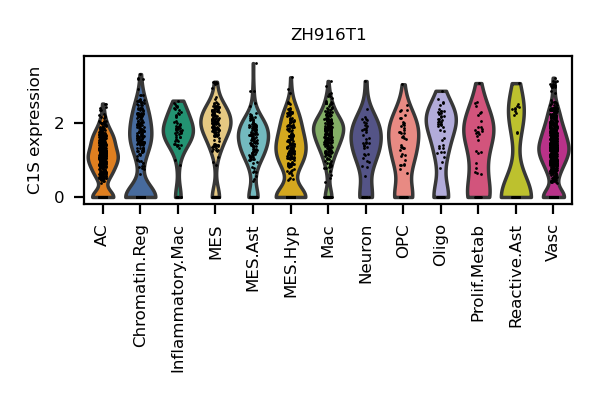 ZH916T1
C1S expression
2
0
AC
Chromatin.Reg
Inflammatory.Mac
MES
MES.Ast
MES.Hyp
Mac
Neuron
OPC
Oligo
Prolif.Metab
Reactive.Ast
Vasc